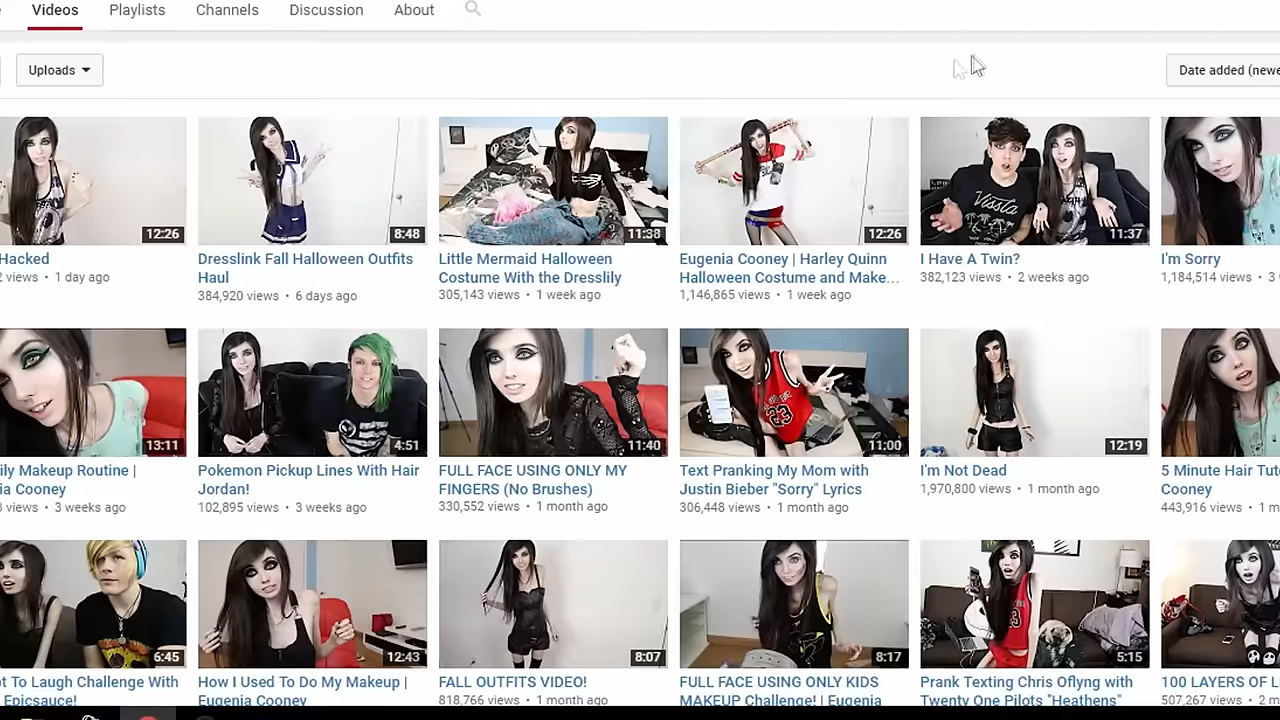 Videos Playlists Channels Discussion About
Uploads Date added (newe
12:26 8:48 11:38 12:26 11:37
Hacked Dresslink Fall Halloween Outfits Little Mermaid Halloween Eugenia Cooney | Harley Quinn I Have A Twin? I'm Sorry
views • 1 day ago Haul Costume With the Dresslily Halloween Costume and Make... 382,123 views • 2 weeks ago 1,184,514 views • 3
384,920 views • 6 days ago 305,143 views • 1 week ago 1,146,865 views • 1 week ago
Vissta
23
13:11 4:51 11:40 11:00 12:19
ily Makeup Routine | Pokemon Pickup Lines With Hair FULL FACE USING ONLY MY Text Pranking My Mom with I'm Not Dead 5 Minute Hair Tut
ia Cooney Jordan! FINGERS (No Brushes) Justin Bieber "Sorry" Lyrics 1,970,800 views • 1 month ago Cooney
views • 3 weeks ago 102,895 views • 3 weeks ago 330,552 views • 1 month ago 306,448 views • 1 month ago 443,916 views • 1 m
6:45 12:43 8:07 8:17 5:15
t To Laugh Challenge With How I Used To Do My Makeup | FALL OUTFITS VIDEO! FULL FACE USING ONLY KIDS Prank Texting Chris Oflyng with 100 LAYERS OF L
Epicsauce! Eugenia Cooney 818,766 views • 1 month ago MAKEUP Challenge! | Eugenia Twenty One Pilots "Heathens" 507,267 views • 2 m